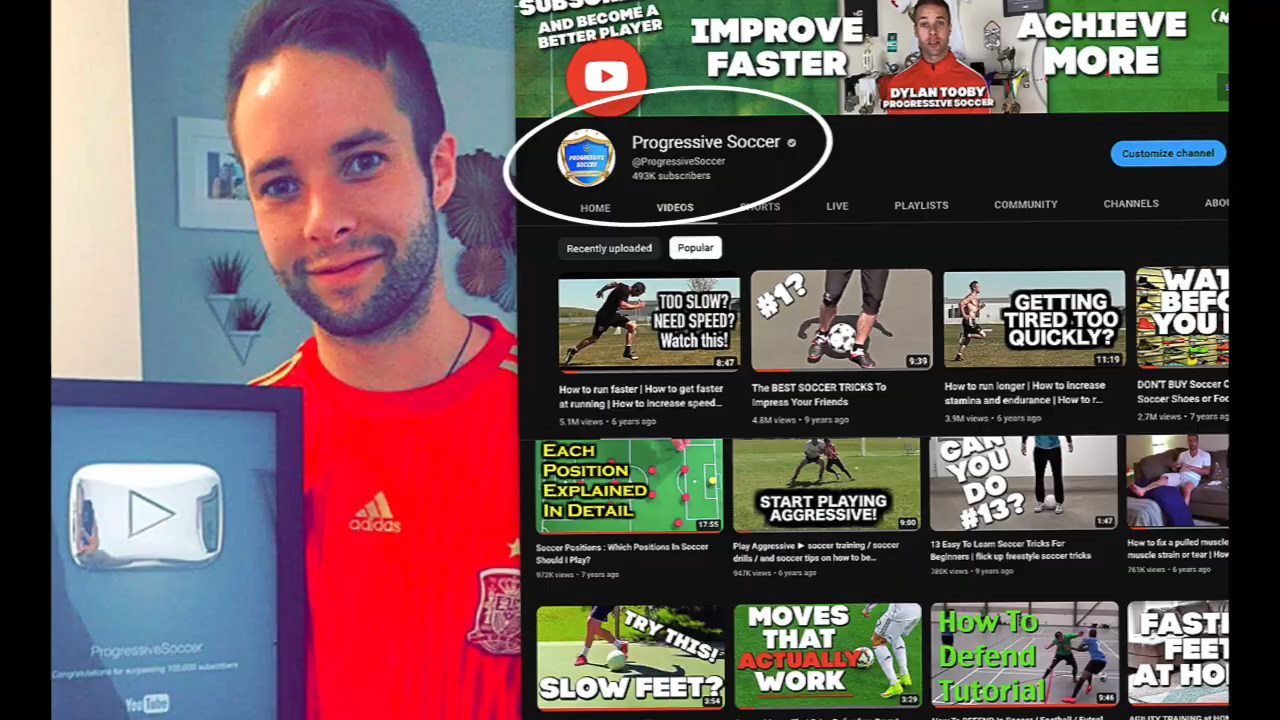 SUBSCRIBE
AND BECOME A
BETTER PLAYER
IMPROVE
FASTER
DYLAN TOOBY
PROGRESSIVE SOCCER
ACHIEVE
MORE
PROGRESSIVE
SOCCER
Progressive Soccer
@ProgressiveSoccer
493K subscribers
Customize channel
HOME
VIDEOS
SHORTS
LIVE
PLAYLISTS
COMMUNITY
CHANNELS
ABOU
Recently uploaded
Popular
TOO SLOW?
NEED SPEED?
Watch this!
8:47
#1?
9:39
GETTING
TIRED TOO
QUICKLY?
11:19
WAT
BEFO
YOU
How to run faster | How to get faster
at running | How to increase speed...
5.1M views • 6 years ago
The BEST SOCCER TRICKS To
Impress Your Friends
4.8M views • 9 years ago
How to run longer | How to increase
stamina and endurance | How to r...
3.9M views • 6 years ago
DON'T BUY Soccer C
Soccer Shoes or Foo
2.7M views • 7 years ag
EACH
POSITION
EXPLAINED
IN DETAIL
17:55
START PLAYING
AGGRESSIVE!
9:00
CAN
YOU
DO
#13?
1:47
Soccer Positions : Which Positions In Soccer
Should I Play?
972K views • 7 years ago
Play Aggressive ► soccer training / soccer
drills / and soccer tips on how to be...
947K views • 6 years ago
13 Easy To Learn Soccer Tricks For
Beginners | flick up freestyle soccer tricks
786K views • 9 years ago
How to fix a pulled muscle
muscle strain or tear | How
761K views • 6 years ago
TRY THIS!
SLOW FEET?
3:54
MOVES
THAT
ACTUALLY
WORK
3:29
How To
Defend
Tutorial
9:46
FAST
FEET
AT HOM
adidas
ProgressiveSoccer
Congratulations for surpassing 100,000 subscribers
YouTube